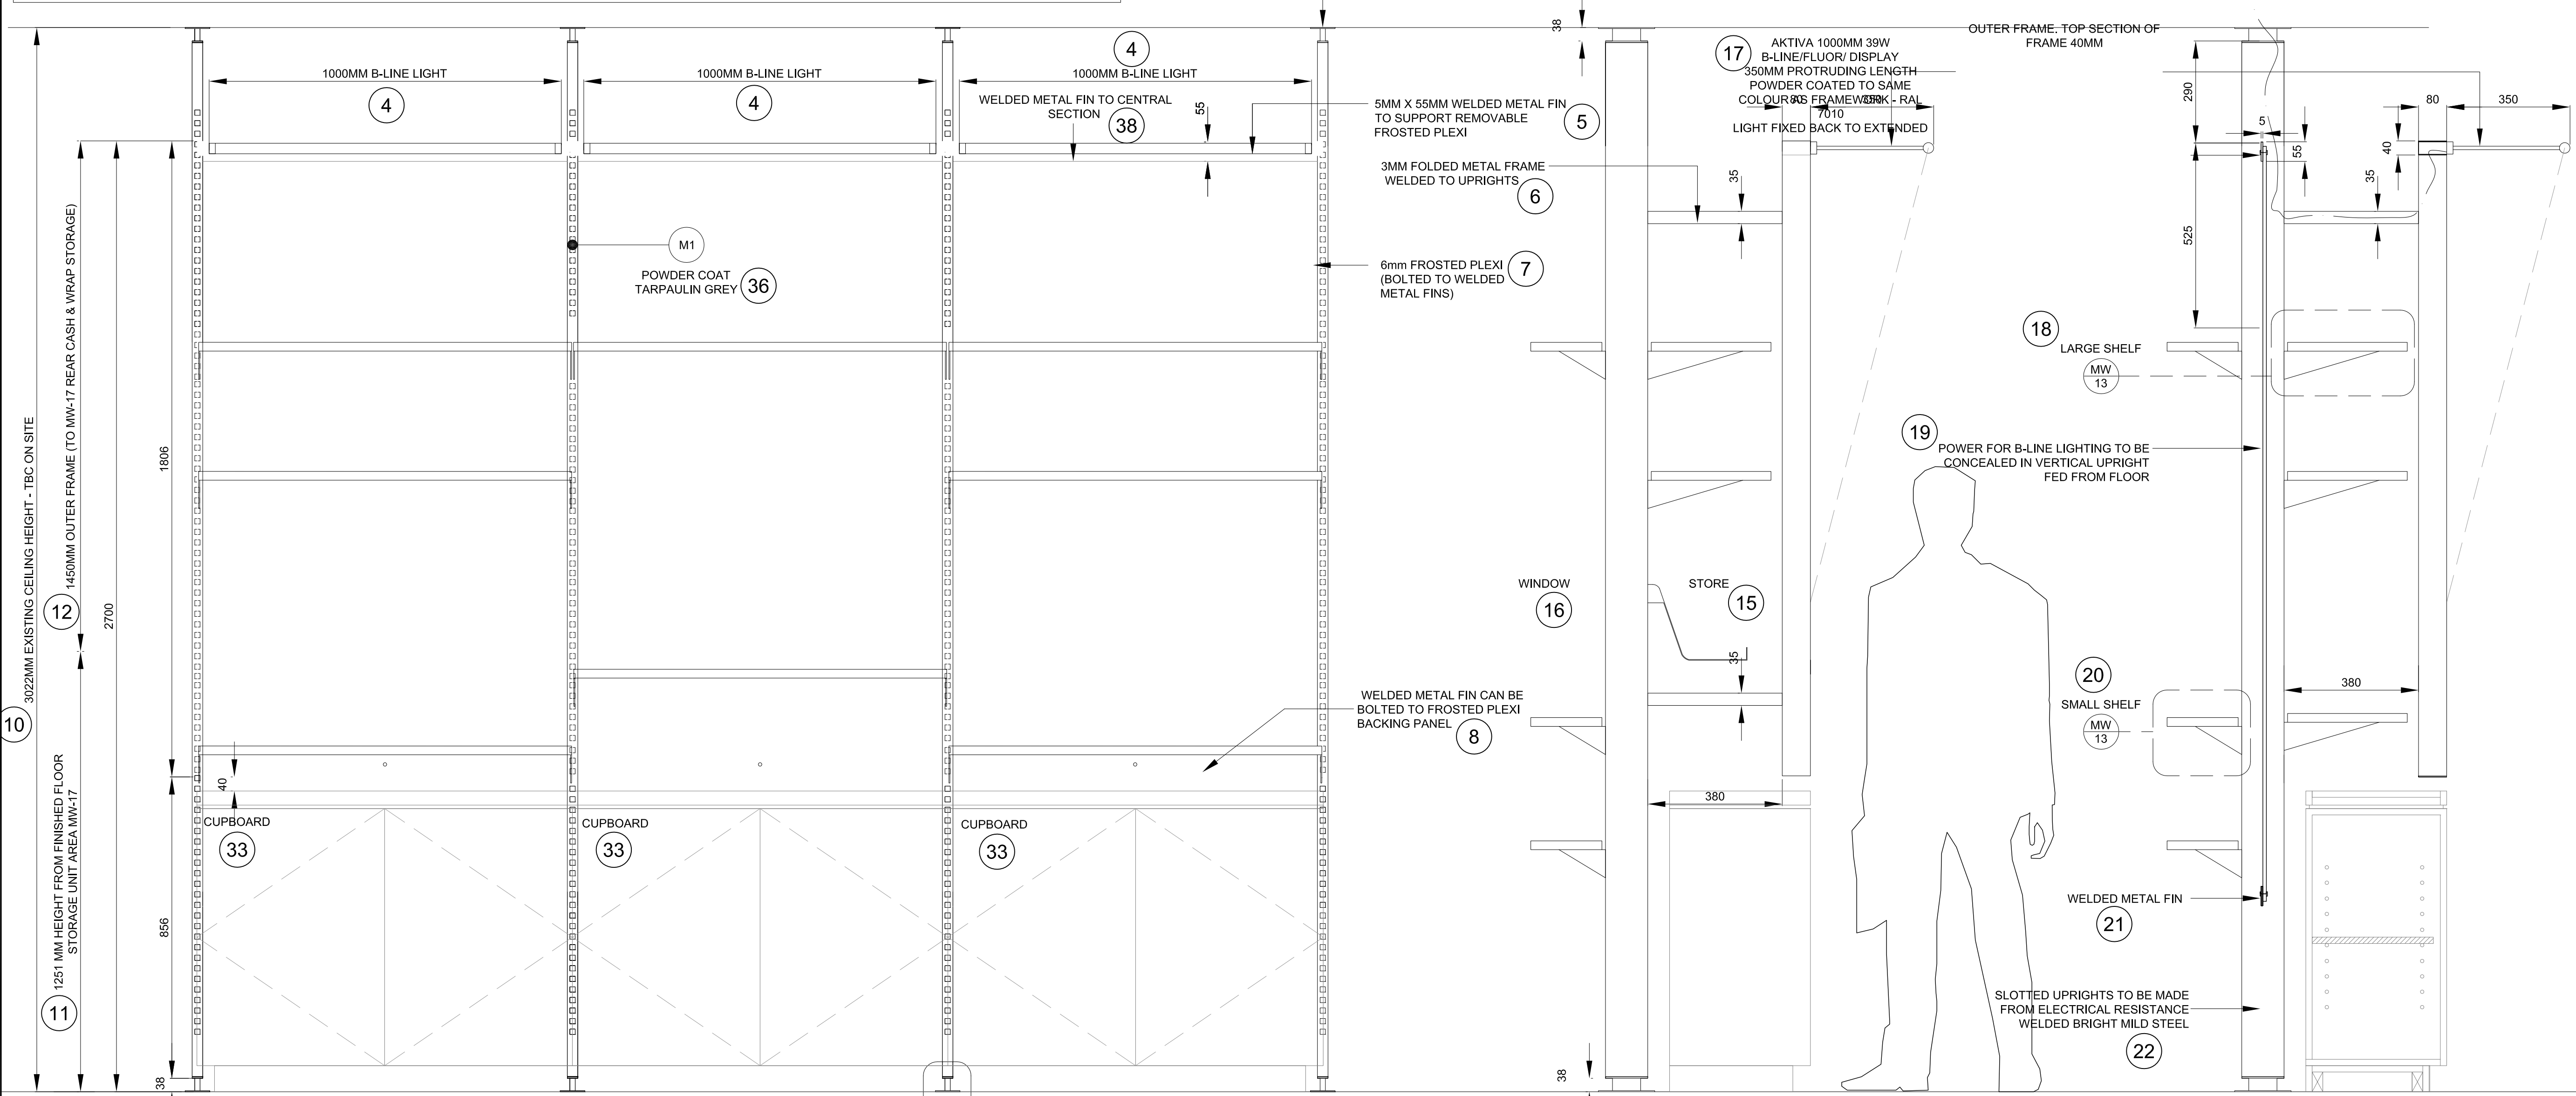 1000MM B-LINE LIGHT
4
1000MM B-LINE LIGHT
4
4
1000MM B-LINE LIGHT
WELDED METAL FIN TO CENTRAL
SECTION
38
55
5MM X 55MM WELDED METAL FIN
TO SUPPORT REMOVABLE
FROSTED PLEXI
5
3MM FOLDED METAL FRAME
WELDED TO UPRIGHTS
6
6mm FROSTED PLEXI
(BOLTED TO WELDED
METAL FINS)
7
M1
POWDER COAT
TARPAULIN GREY
36
10
3022MM EXISTING CEILING HEIGHT - TBC ON SITE
12
1450MM OUTER FRAME (TO MW-17 REAR CASH & WRAP STORAGE)
11
1251 MM HEIGHT FROM FINISHED FLOOR
STORAGE UNIT AREA MW-17
2700
1806
856
38
40
CUPBOARD
33
CUPBOARD
33
CUPBOARD
33
WELDED METAL FIN CAN BE
BOLTED TO FROSTED PLEXI
BACKING PANEL
8
38
17
AKTIVA 1000MM 39W
B-LINE/FLUOR/ DISPLAY
350MM PROTRUDING LENGTH
POWDER COATED TO SAME
COLOUR AS FRAMEWORK - RAL
7010
LIGHT FIXED BACK TO EXTENDED
80
350
35
WINDOW
16
STORE
15
35
380
38
OUTER FRAME, TOP SECTION OF
FRAME 40MM
290
5
55
525
80
350
40
35
18
LARGE SHELF
MW
13
19
POWER FOR B-LINE LIGHTING TO BE
CONCEALED IN VERTICAL UPRIGHT
FED FROM FLOOR
20
SMALL SHELF
MW
13
380
WELDED METAL FIN
21
SLOTTED UPRIGHTS TO BE MADE
FROM ELECTRICAL RESISTANCE
WELDED BRIGHT MILD STEEL
22